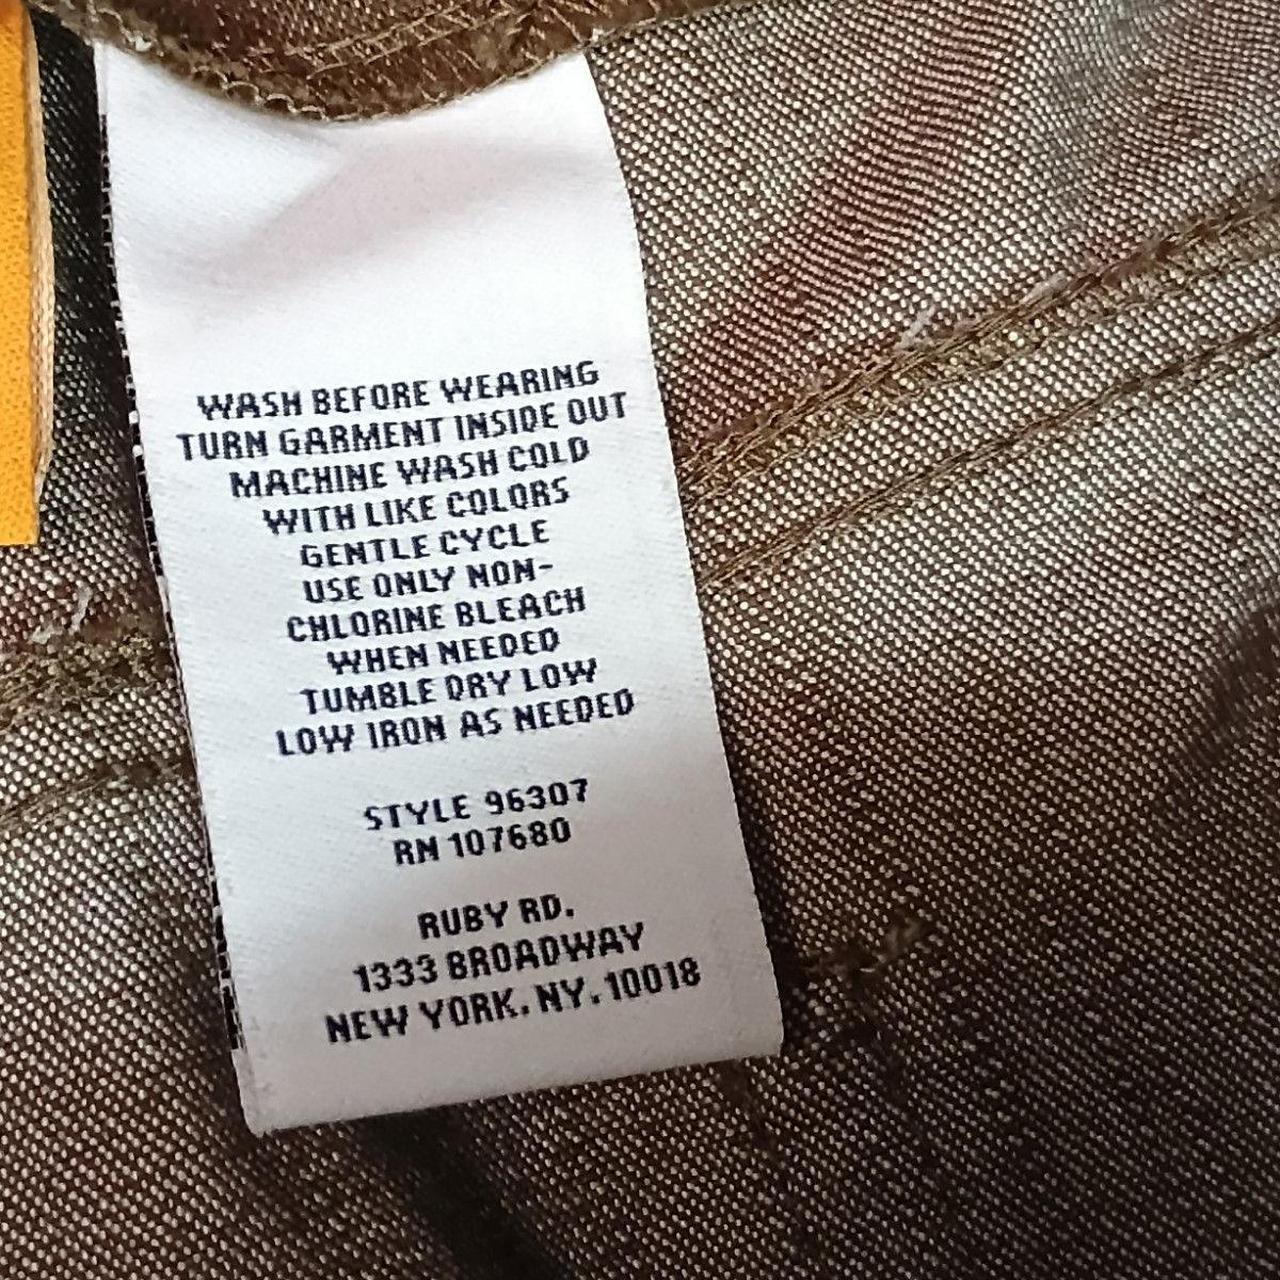 WASH BEFORE WEARING
TURN GARMENT INSIDE OUT
MACHINE WASH COLD
WITH LIKE COLORS
GENTLE CYCLE
USE ONLY NON-
CHLORINE BLEACH
WHEN NEEDED
TUMBLE DRY LOW
LOW IRON AS NEEDED
STYLE 96307
RN 107680
RUBY RD.
1333 BROADWAY
NEW YORK. NY. 10018